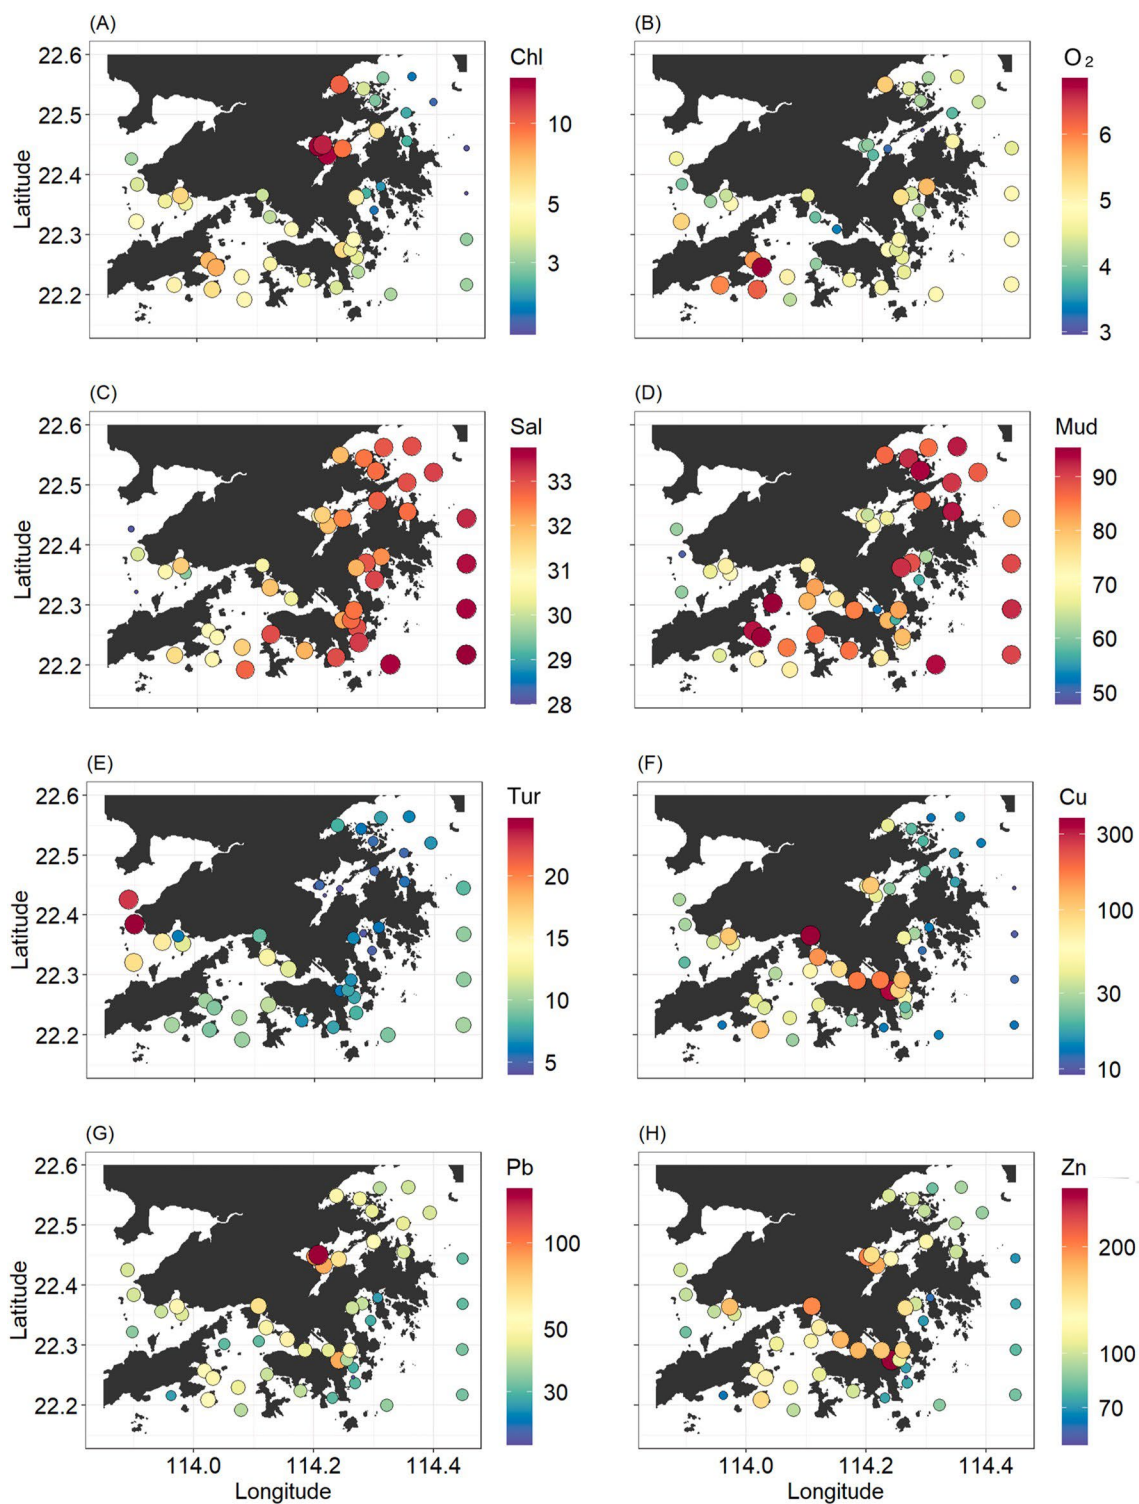 (A)
Chl
22.6
22.5
22.4
22.3
22.2
Latitude
10
5
3
(B)
O2
6
5
4
3
(C)
Sal
22.6
22.5
22.4
22.3
22.2
Latitude
33
32
31
30
29
28
(D)
Mud
90
80
70
60
50
(E)
Tur
22.6
22.5
22.4
22.3
22.2
Latitude
20
15
10
5
(F)
Cu
300
100
30
10
(G)
Pb
22.6
22.5
22.4
22.3
22.2
Latitude
100
50
30
114.0 114.2 114.4
Longitude
(H)
Zn
200
100
70
114.0 114.2 114.4
Longitude